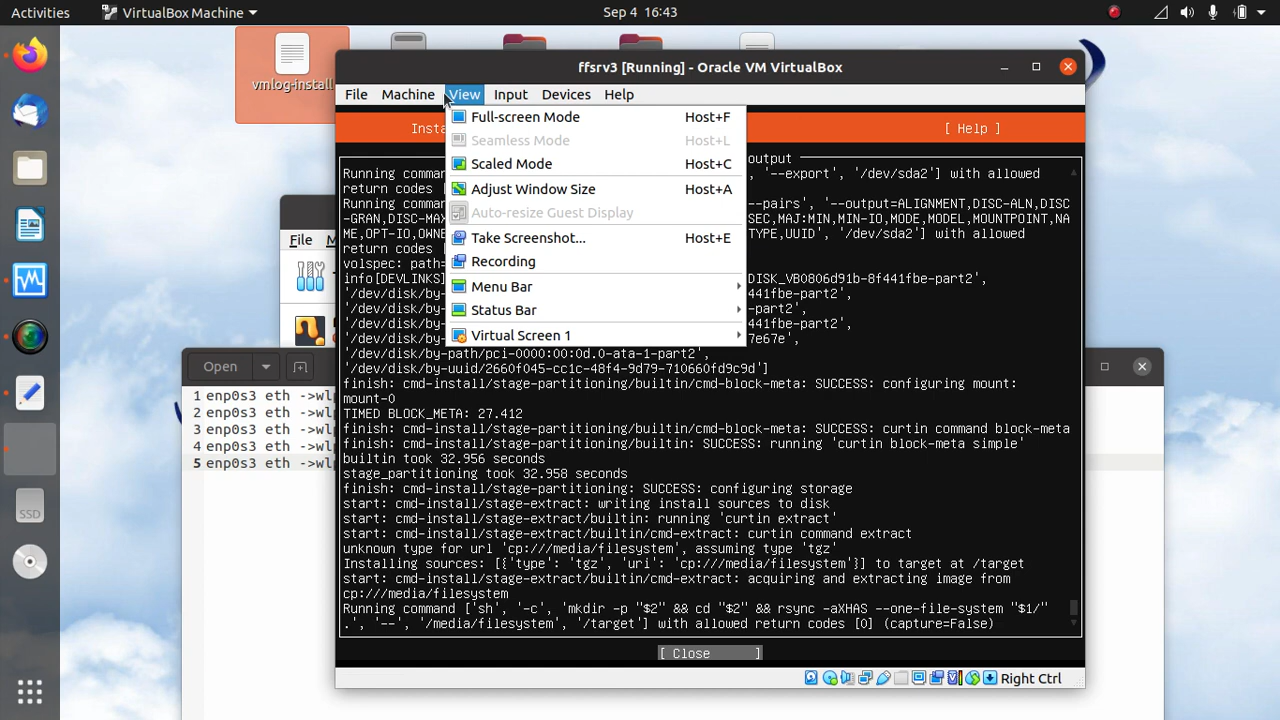 Activities
VirtualBox Machine
Sep 4 16:43
vmlog-install
ffsrv3 [Running] - Oracle VM VirtualBox
File Machine View Input Devices Help
Full-screen Mode Host+F
Seamless Mode Host+L
Scaled Mode Host+C
Adjust Window Size Host+A
Auto-resize Guest Display
Take Screenshot... Host+E
Recording
Menu Bar
Status Bar
Virtual Screen 1
[ Help ]
output
Running
, '--export', '/dev/sda2'] with allowed
return codes
Running
--pairs', '--output=ALIGNMENT,DISC-ALN,DISC
-GRAN,DISC-MAX
SEC,MAJ:MIN,MIN-IO,MODE,MODEL,MOUNTPOINT,NA
ME,OPT-IO,OWNE
TYPE,UUID', '/dev/sda2'] with allowed
return codes
volspec: path=
info[DEVLINKS]
DISK_VB0806d91b-8f441fbe-part2',
'/dev/disk/by-
441fbe-part2',
'/dev/disk/by-
441fbe-part2',
'/dev/disk/by-
441fbe-part2',
'/dev/disk/by-
7e67e',
'/dev/disk/by-path/pci-0000:00:0d.0-ata-1-part2',
'/dev/disk/by-uuid/2660f045-cc1c-48f4-9d79-710660fd9c9d']
finish: cmd-install/stage-partitioning/builtin/cmd-block-meta: SUCCESS: configuring mount:
mount-0
TIMED BLOCK_META: 27.412
finish: cmd-install/stage-partitioning/builtin/cmd-block-meta: SUCCESS: curtin command block-meta
finish: cmd-install/stage-partitioning/builtin: SUCCESS: running 'curtin block-meta simple'
builtin took 32.956 seconds
stage_partitioning took 32.958 seconds
finish: cmd-install/stage-partitioning: SUCCESS: configuring storage
start: cmd-install/stage-extract: writing install sources to disk
start: cmd-install/stage-extract/builtin: running 'curtin extract'
start: cmd-install/stage-extract/builtin/cmd-extract: curtin command extract
unknown type for url 'cp:///media/filesystem', assuming type 'tgz'
Installing sources: [{'type': 'tgz', 'uri': 'cp:///media/filesystem'}] to target at /target
start: cmd-install/stage-extract/builtin/cmd-extract: acquiring and extracting image from
cp:///media/filesystem
Running command ['sh', '-c', 'mkdir -p "$2" && cd "$2" && rsync -aXHAS --one-file-system "$1/"
.', '--', '/media/filesystem', '/target'] with allowed return codes [0] (capture=False)
[ Close ]
Right Ctrl
File
Open
1 enp0s3 eth ->wlp
2 enp0s3 eth ->wlp
3 enp0s3 eth ->wlp
4 enp0s3 eth ->wlp
5 enp0s3 eth ->wlp
SSD